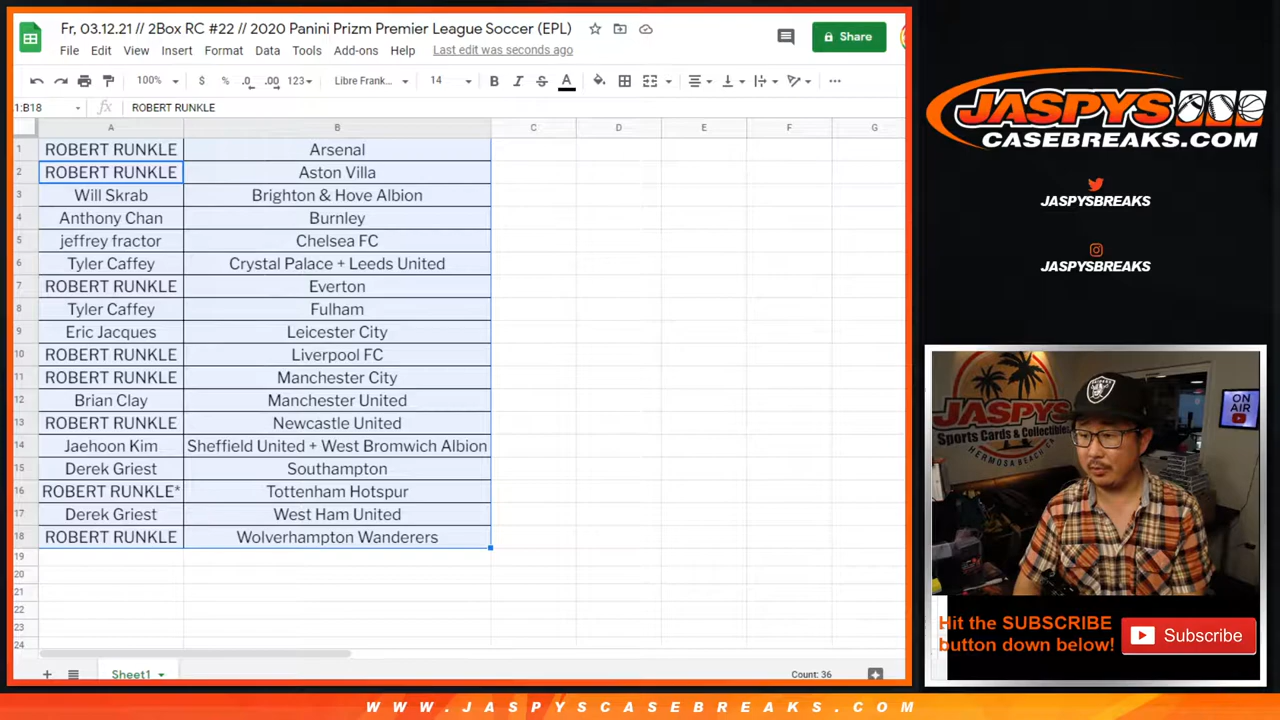 Fr, 03.12.21 // 2Box RC #22 // 2020 Panini Prizm Premier League Soccer (EPL)
File Edit View Insert Format Data Tools Add-ons Help Last edit was seconds ago
Share
100% $ % .0 .00 123 Libre Frank... 14 B I S A
1:B18 fx ROBERT RUNKLE
A B C D E F G
1 ROBERT RUNKLE Arsenal
2 ROBERT RUNKLE Aston Villa
3 Will Skrab Brighton & Hove Albion
4 Anthony Chan Burnley
5 jeffrey fractor Chelsea FC
6 Tyler Caffey Crystal Palace + Leeds United
7 ROBERT RUNKLE Everton
8 Tyler Caffey Fulham
9 Eric Jacques Leicester City
10 ROBERT RUNKLE Liverpool FC
11 ROBERT RUNKLE Manchester City
12 Brian Clay Manchester United
13 ROBERT RUNKLE Newcastle United
14 Jaehoon Kim Sheffield United + West Bromwich Albion
15 Derek Griest Southampton
16 ROBERT RUNKLE* Tottenham Hotspur
17 Derek Griest West Ham United
18 ROBERT RUNKLE Wolverhampton Wanderers
19
20
21
22
23
24
Sheet1
Count: 36
JASPYS
CASEBREAKS.COM
JASPYSBREAKS
JASPYSBREAKS
JASPYS
Sports Cards & Collectibles
HERMOSA BEACH
ON
AIR
Hit the SUBSCRIBE
button down below!
Subscribe
WWW.JASPYSCASEBREAKS.COM